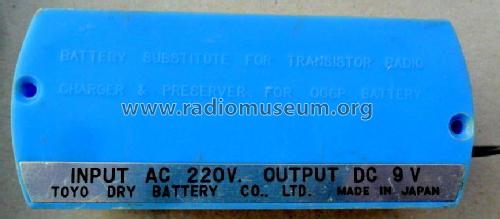 BATTERY SUBSTITUTE FOR TRANSISTOR RADIO
CHARGER & PRESERVER FOR 006P BATTERY
www.radiomuseum.org
INPUT AC 220V. OUTPUT DC 9 V
TOYO DRY BATTERY CO., LTD. MADE IN JAPAN